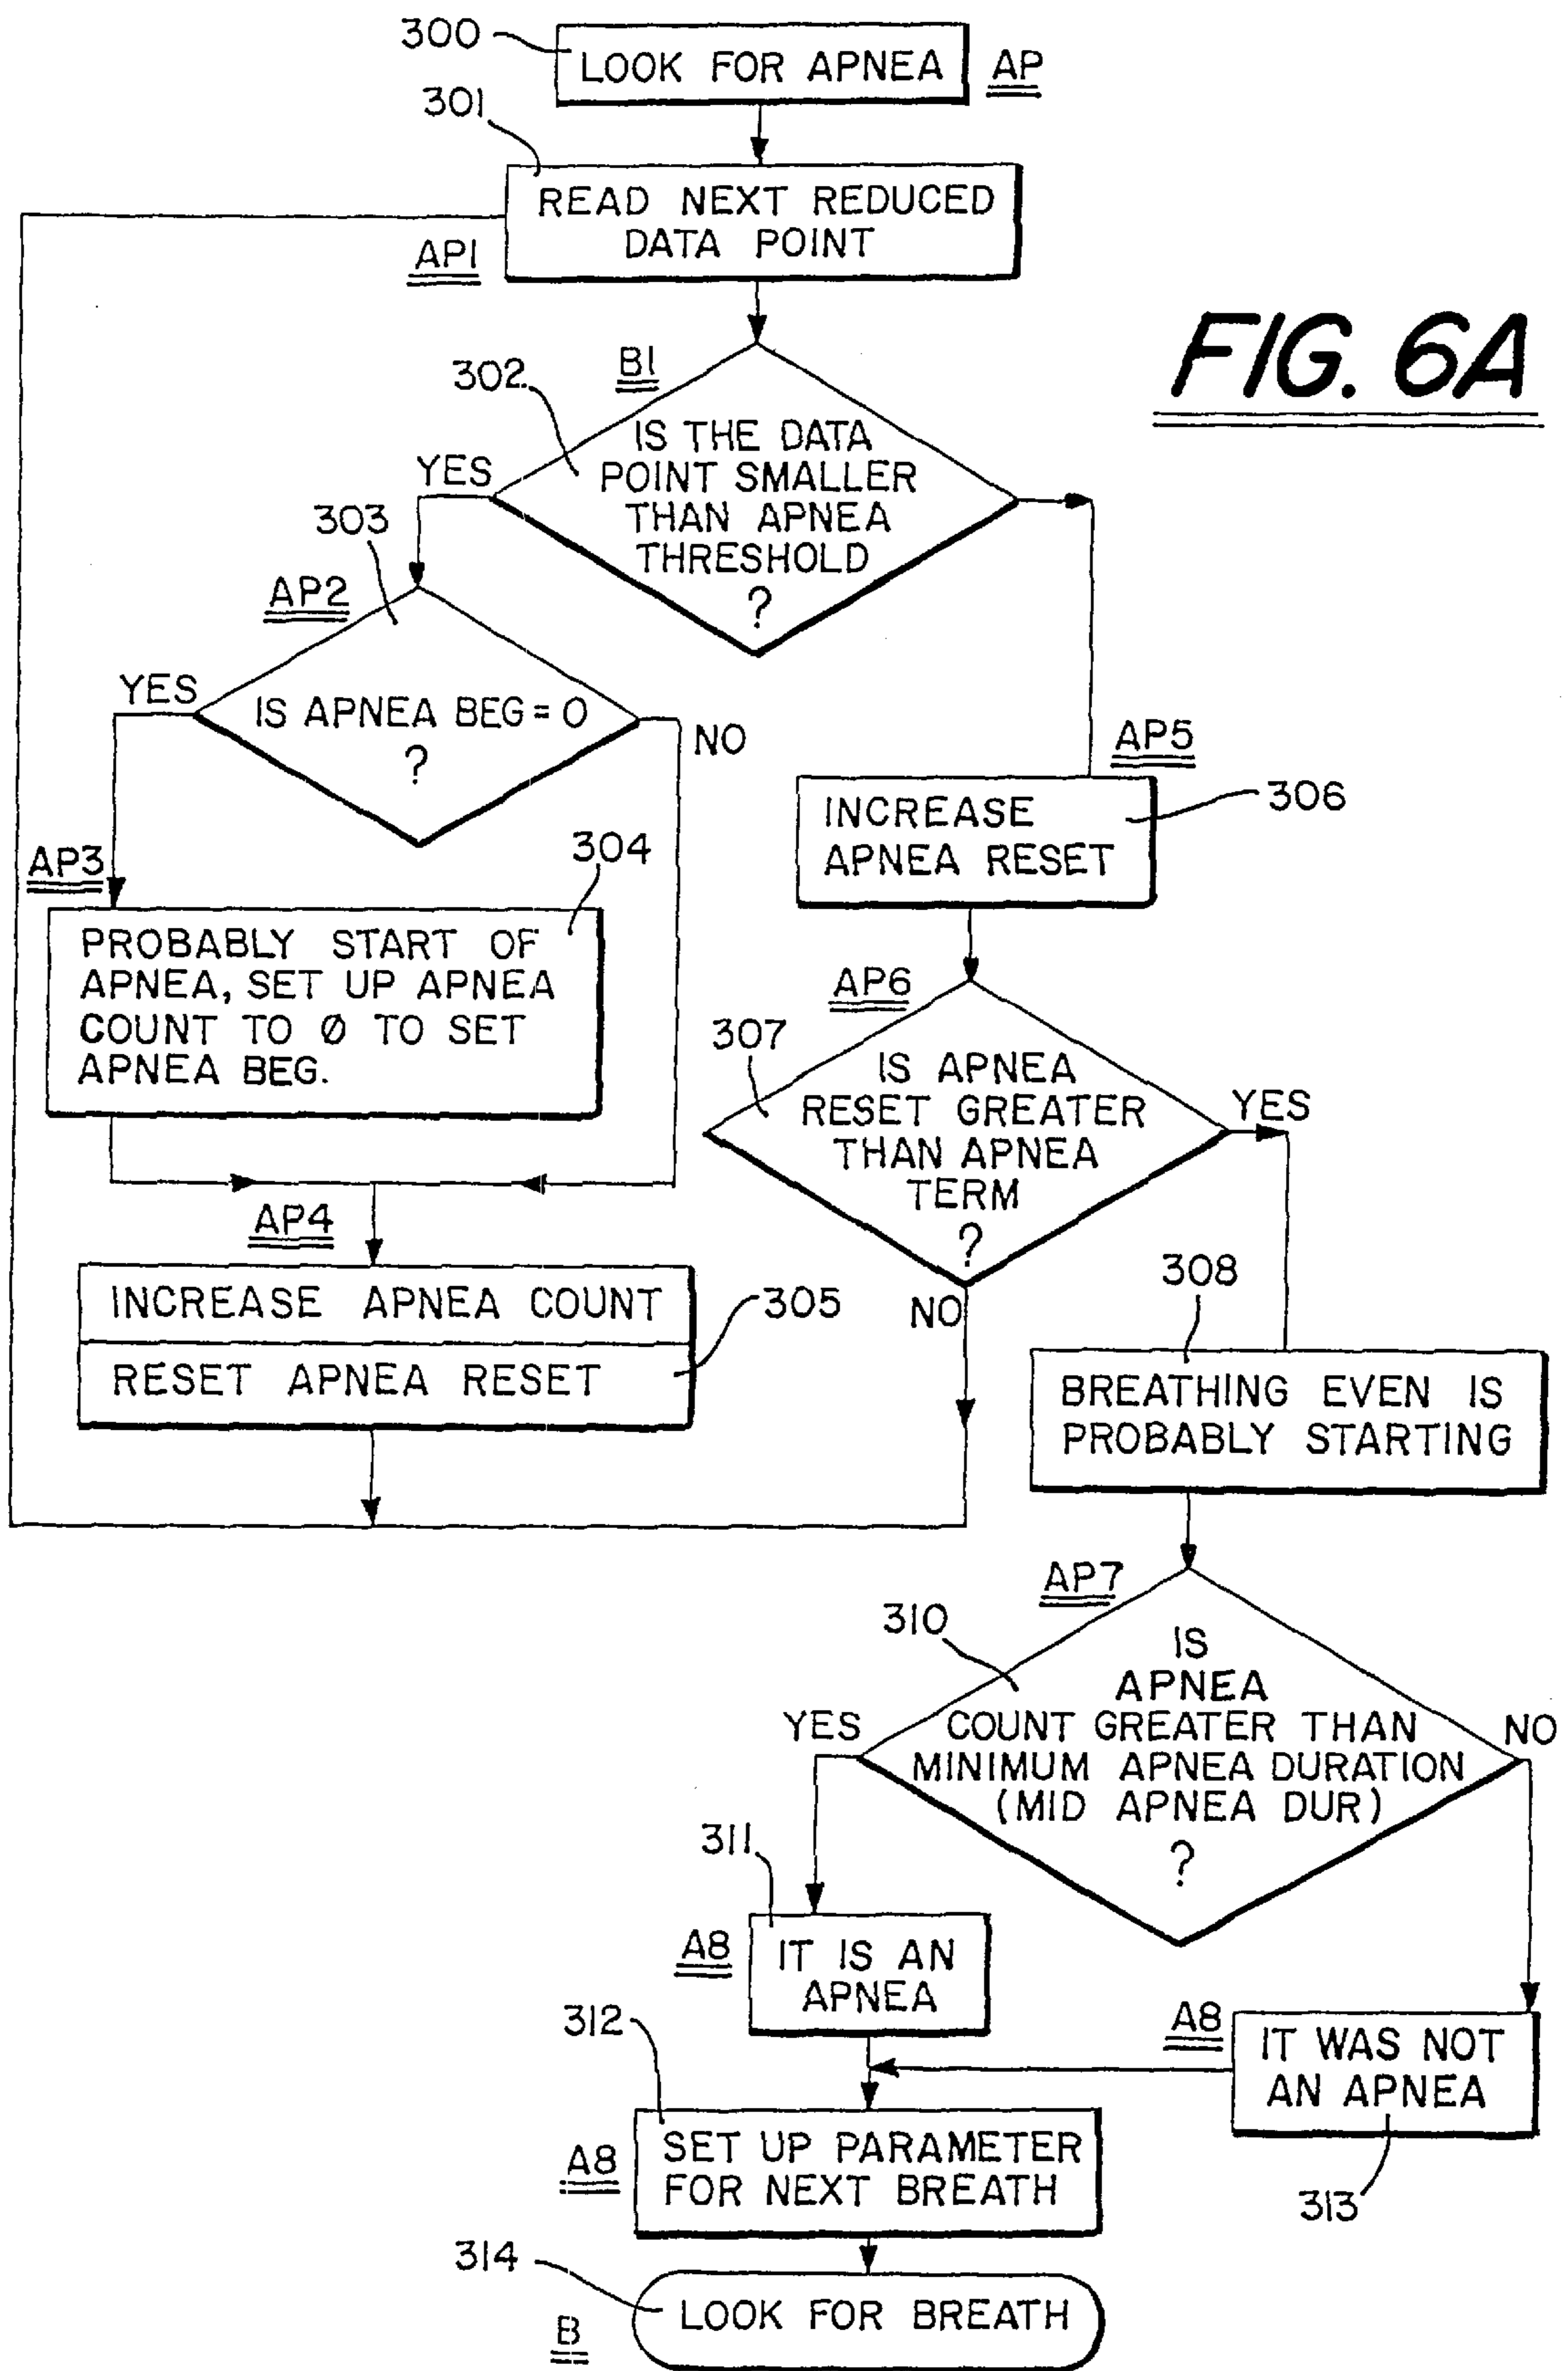 300
LOOK FOR APNEA
AP
301
READ NEXT REDUCED
DATA POINT
AP1
FIG. 6A
B1
302
IS THE DATA
POINT SMALLER
THAN APNEA
THRESHOLD
?
YES
303
AP2
IS APNEA BEG = 0
?
YES
NO
AP5
INCREASE
APNEA RESET
306
AP3
304
PROBABLY START OF
APNEA, SET UP APNEA
COUNT TO Ø TO SET
APNEA BEG.
AP6
307
IS APNEA
RESET GREATER
THAN APNEA
TERM
?
YES
NO
AP4
INCREASE APNEA COUNT
RESET APNEA RESET
305
308
BREATHING EVEN IS
PROBABLY STARTING
AP7
310
IS
APNEA
COUNT GREATER THAN
MINIMUM APNEA DURATION
(MID APNEA DUR)
?
YES
NO
311
A8
IT IS AN
APNEA
A8
IT WAS NOT
AN APNEA
313
312
A8
SET UP PARAMETER
FOR NEXT BREATH
314
LOOK FOR BREATH
B